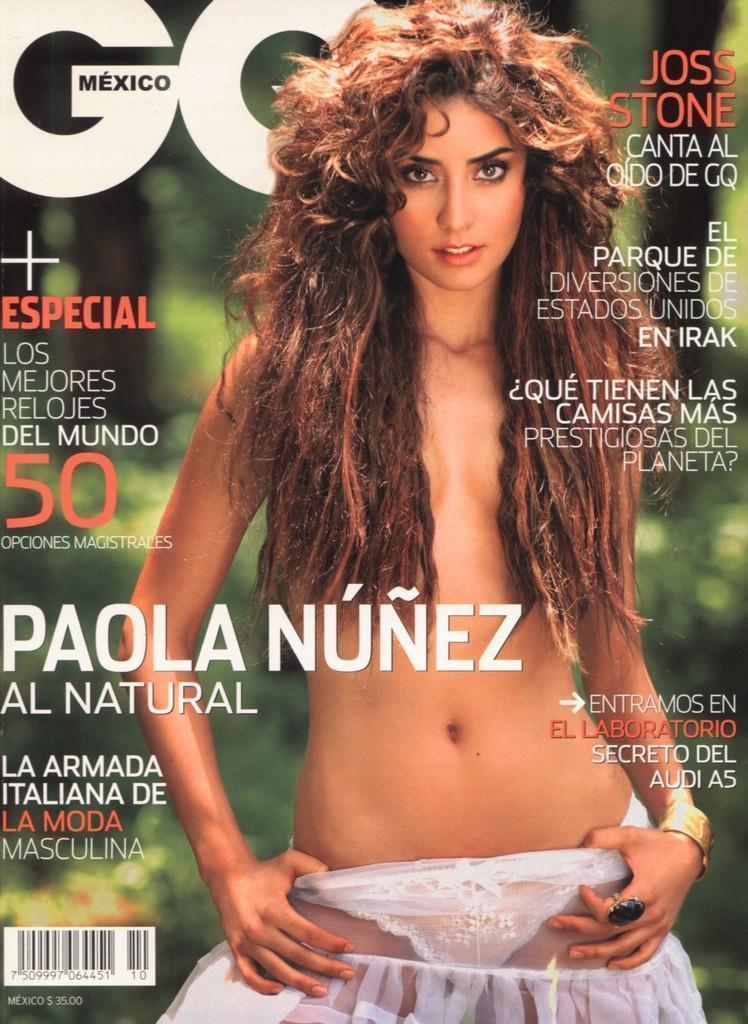 GQ
MÉXICO
JOSS
STONE
CANTA AL
OÍDO DE GQ
EL
PARQUE DE
DIVERSIONES DE
ESTADOS UNIDOS
EN IRAK
¿QUÉ TIENEN LAS
CAMISAS MÁS
PRESTIGIOSAS DEL
PLANETA?
+
ESPECIAL
LOS
MEJORES
RELOJES
DEL MUNDO
50
OPCIONES MAGISTRALES
PAOLA NÚÑEZ
AL NATURAL
→ENTRAMOS EN
EL LABORATORIO
SECRETO DEL
AUDI A5
LA ARMADA
ITALIANA DE
LA MODA
MASCULINA
7 509997 064451 10
MÉXICO $ 35.00